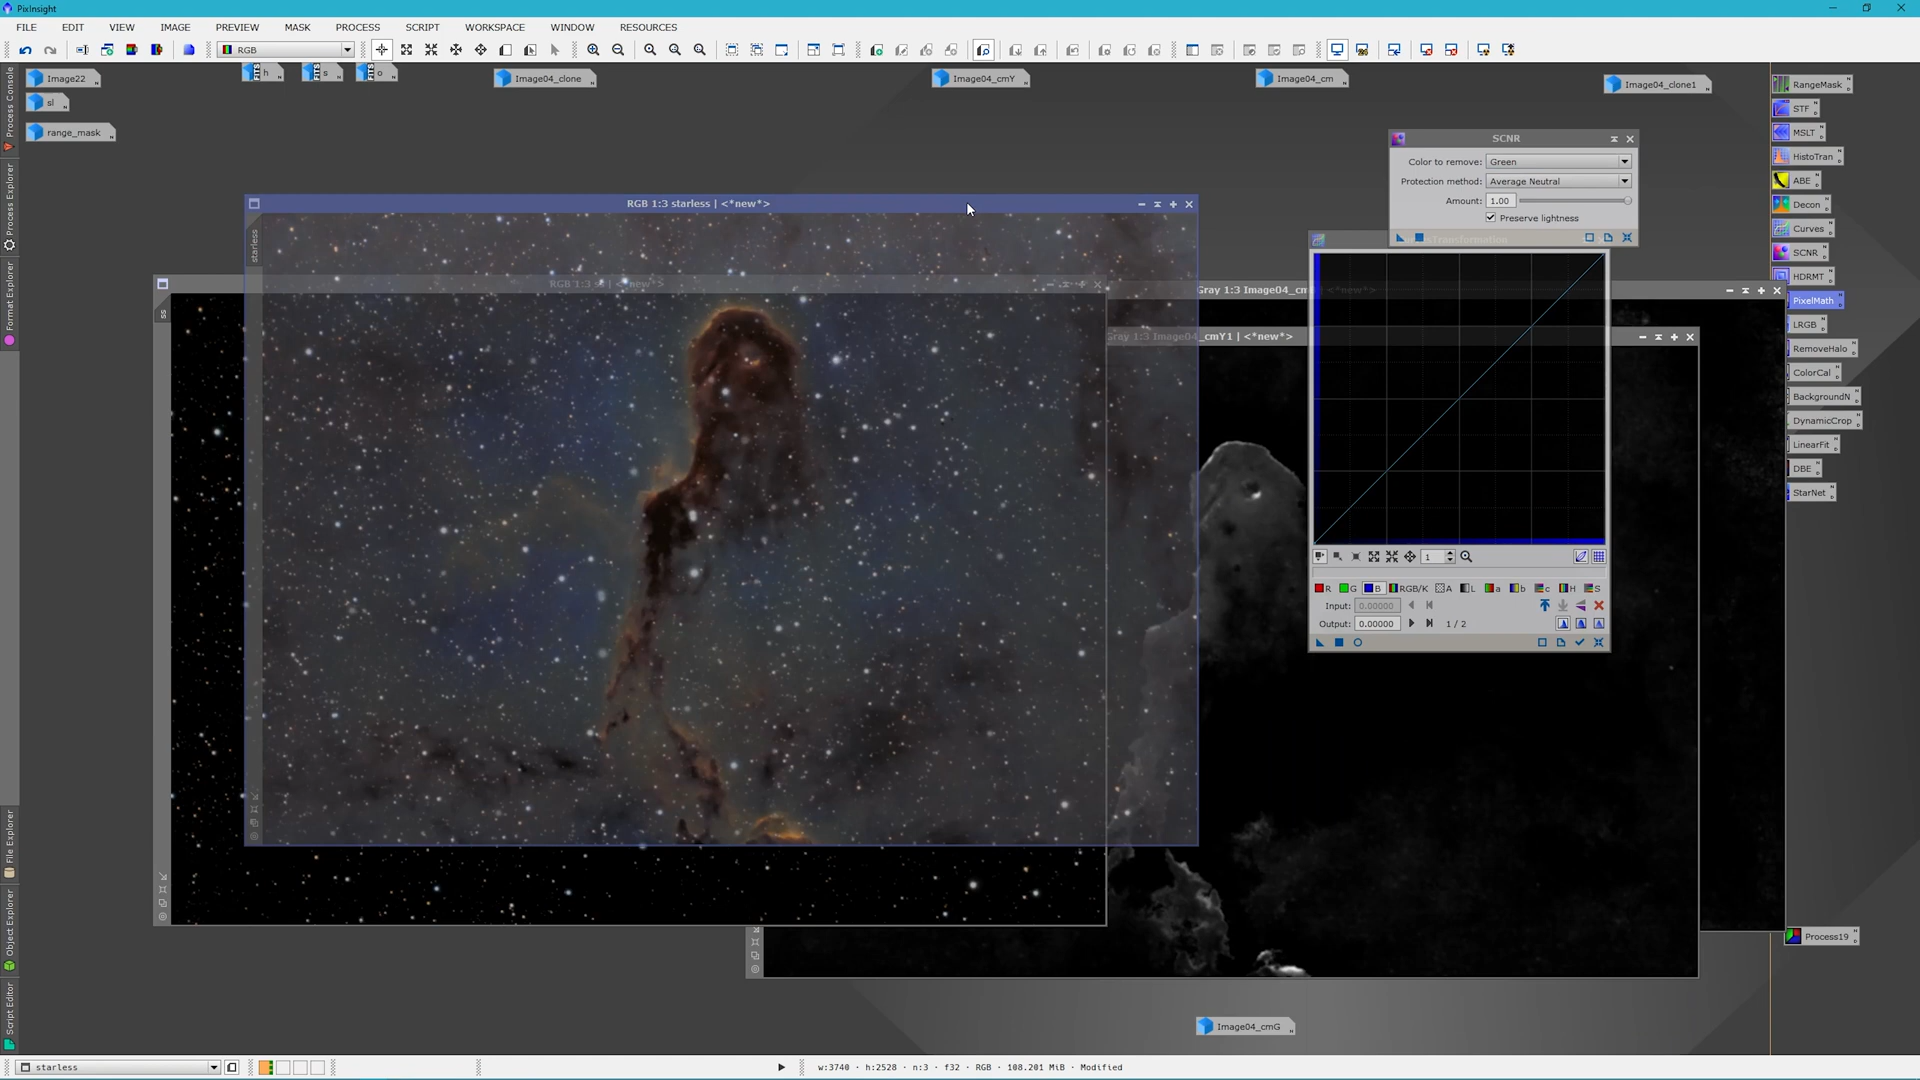 PixInsight
FILE EDIT VIEW IMAGE PREVIEW MASK PROCESS SCRIPT WORKSPACE WINDOW RESOURCES
RGB
Process Console
Process Explorer
Format Explorer
File Explorer
Object Explorer
Script Editor
Image22
h
s
o
Image04_clone
Image04_cmY
Image04_cm
Image04_clone1
sl
range_mask
RangeMask
STF
MSLT
HistoTran
ABE
Decon
Curves
SCNR
HDRMT
PixelMath
LRGB
RemoveHalo
ColorCal
BackgroundN
DynamicCrop
LinearFit
DBE
StarNet
Process19
SCNR
Color to remove: Green
Protection method: Average Neutral
Amount: 1.00
Preserve lightness
RGB 1:3 starless | <*new*>
starless
ss
Gray 1:3 Image04_cm
<*new*>
Gray 1:3 Image04_cmY1 | <*new*>
1
R G B RGB/K A L a b c H S
Input: 0.00000
Output: 0.00000 1 / 2
Image04_cmG
starless
w:3740 · h:2528 · n:3 · f32 · RGB · 108.201 MiB · Modified